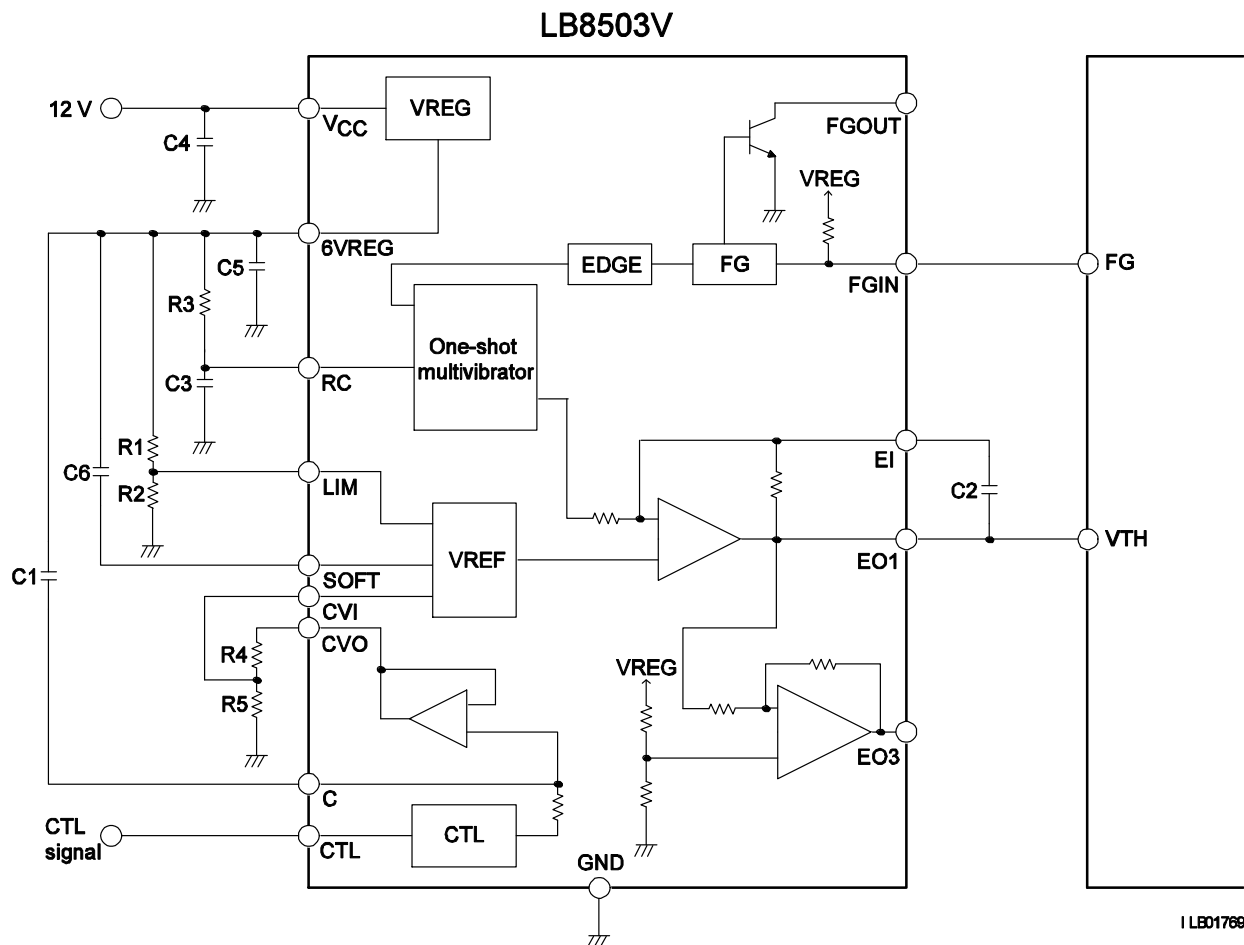 LB8503V
12 V
C4
VCC
VREG
FGOUT
VREG
6VREG
C5
R3
EDGE
FG
FGIN
FG
One-shot
multivibrator
RC
C3
R1
C6
R2
LIM
EI
C2
VREF
EO1
VTH
C1
SOFT
CVI
CVO
R4
R5
VREG
EO3
C
CTL
signal
CTL
CTL
GND
I LB01769